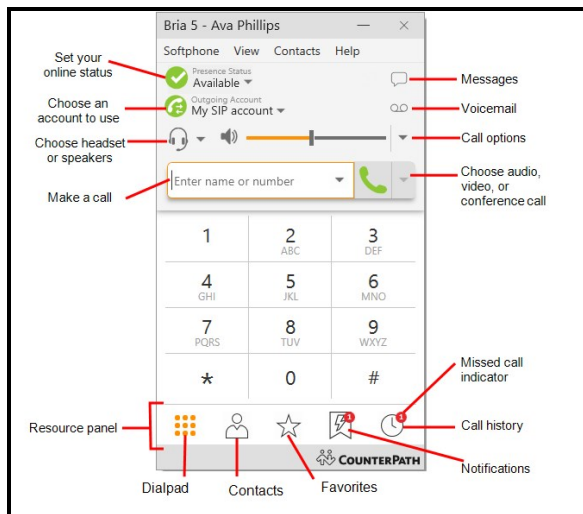 Bria 5 - Ava Phillips
Softphone View Contacts Help
Set your
online status
Presence Status
Available
Messages
Choose an
account to use
Outgoing Account
My SIP account
Voicemail
Choose headset
or speakers
Call options
Make a call
Enter name or number
Choose audio,
video, or
conference call
1 2 3
ABC DEF
4 5 6
GHI JKL MNO
7 8 9
PQRS TUV WXYZ
* 0 #
Missed call
indicator
Resource panel
1 1
Call history
Notifications
COUNTERPATH
Dialpad Contacts Favorites